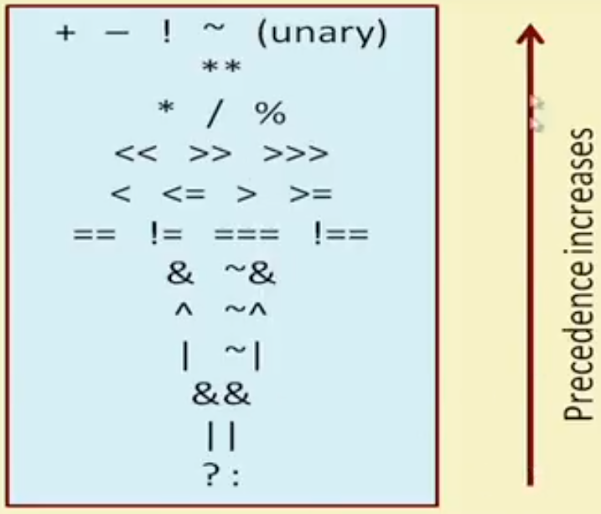 + − ! ~ (unary)
**
* / %
<< >> >>>
< <= > >=
== != === !==
& ~&
^ ~^
| ~|
&&
||
?:
Precedence increases